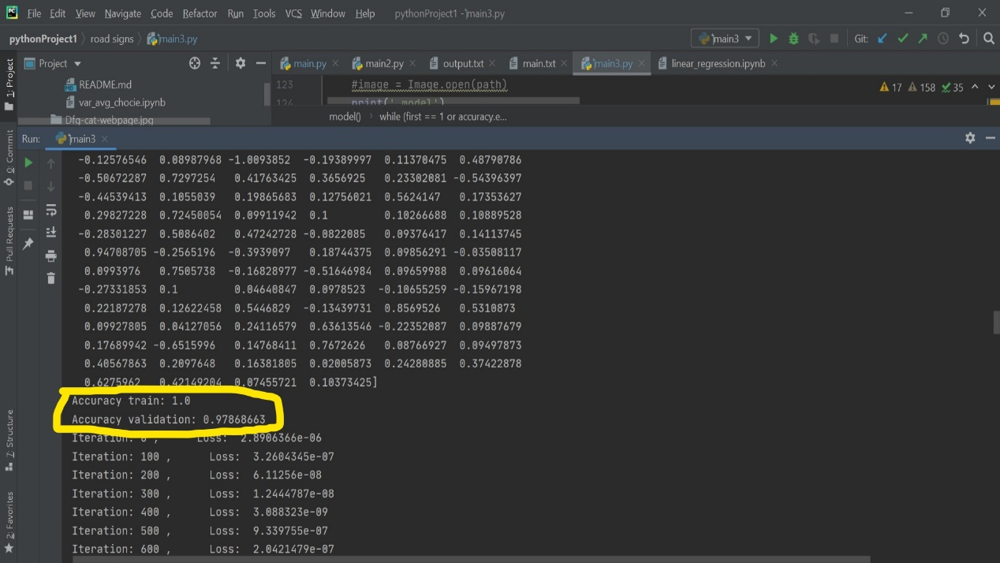 PC File Edit View Navigate Code Refactor Run Tools VCS Window Help pythonProject1 - main3.py
pythonProject1 road signs main3.py main3 Git:
Project main.py main2.py output.txt main.txt main3.py linear_regression.ipynb
README.md 123 #image = Image.open(path) 17 158 35
var_avg_chocie.ipynb 124 print(' model')
Dfg-cat-webpage.jpg model() while (first == 1 or accuracy.e...
Run: main3
-0.12576546 0.08987968 -1.0093852 -0.19389997 0.11370475 0.48790786
-0.50672287 0.7297254 0.41763425 0.3656925 0.23302081 -0.54396397
-0.44539413 0.1055039 0.19865683 0.12756021 0.5624147 0.17353627
0.29827228 0.72450054 0.09911942 0.1 0.10266688 0.10889528
-0.28301227 0.5086402 0.47242728 -0.0822085 0.09376417 0.14113745
0.94708705 -0.2565196 -0.3939097 0.18744375 0.09856291 -0.03508117
0.0993976 0.7505738 -0.16828977 -0.51646984 0.09659988 0.09616064
-0.27331853 0.1 0.04640847 0.0978523 -0.10655259 -0.15967198
0.22187278 0.12622458 0.5446829 -0.13439731 0.8569526 0.5310873
0.09927805 0.04127056 0.24116579 0.63613546 -0.22352087 0.09887679
0.17689942 -0.6515996 0.14768411 0.7672626 0.08766927 0.09497873
0.40567863 0.2097648 0.16381805 0.02005873 0.24280885 0.37422878
0.6275962 0.42149204 0.07455721 0.10373425]
Accuracy train: 1.0
Accuracy validation: 0.97868663
Iteration: 0 , Loss: 2.8906366e-06
Iteration: 100 , Loss: 3.2604345e-07
Iteration: 200 , Loss: 6.11256e-08
Iteration: 300 , Loss: 1.2444787e-08
Iteration: 400 , Loss: 3.088323e-09
Iteration: 500 , Loss: 9.339755e-07
Iteration: 600 , Loss: 2.0421479e-07
1: Project
0: Commit
Pull Requests
7: Structure
2: Favorites